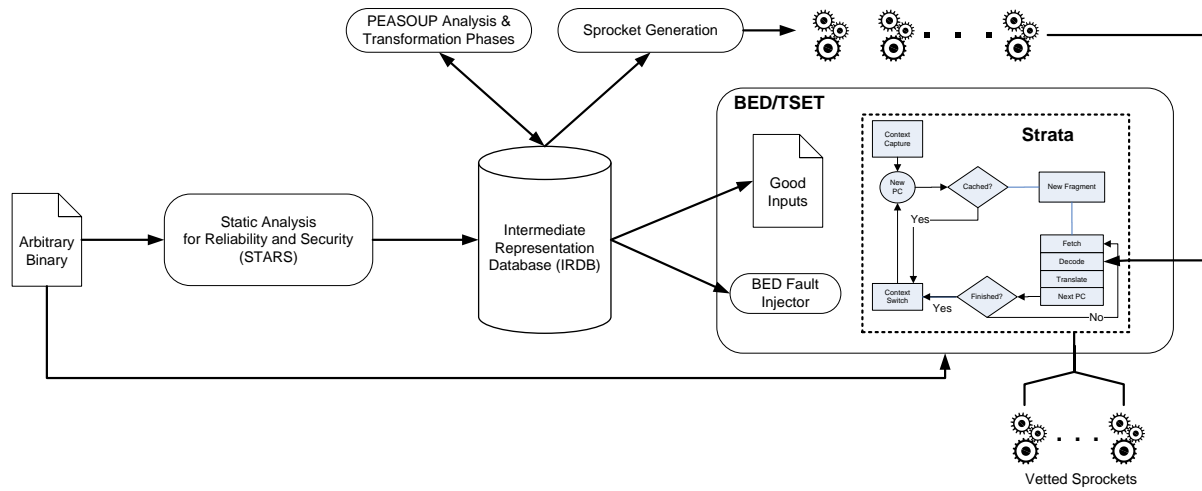 PEASOUP Analysis &
Transformation Phases
Sprocket Generation
BED/TSET
Strata
Context
Capture
New
PC
Cached?
New Fragment
Yes
Fetch
Decode
Translate
Next PC
Context
Switch
Finished?
Yes
No
Good
Inputs
BED Fault
Injector
Arbitrary
Binary
Static Analysis
for Reliability and Security
(STARS)
Intermediate
Representation
Database (IRDB)
Vetted Sprockets